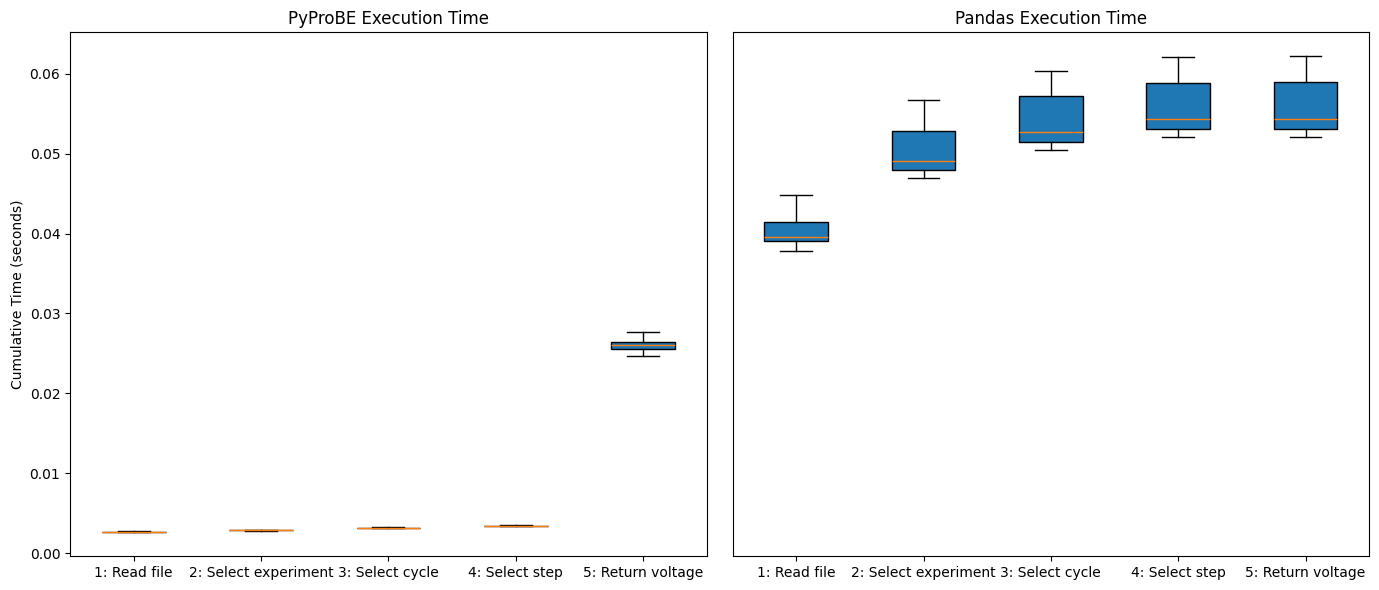 PyProBE Execution Time
Pandas Execution Time
Cumulative Time (seconds)
0.06
0.05
0.04
0.03
0.02
0.01
0.00
1: Read file 2: Select experiment 3: Select cycle 4: Select step 5: Return voltage
1: Read file 2: Select experiment 3: Select cycle 4: Select step 5: Return voltage